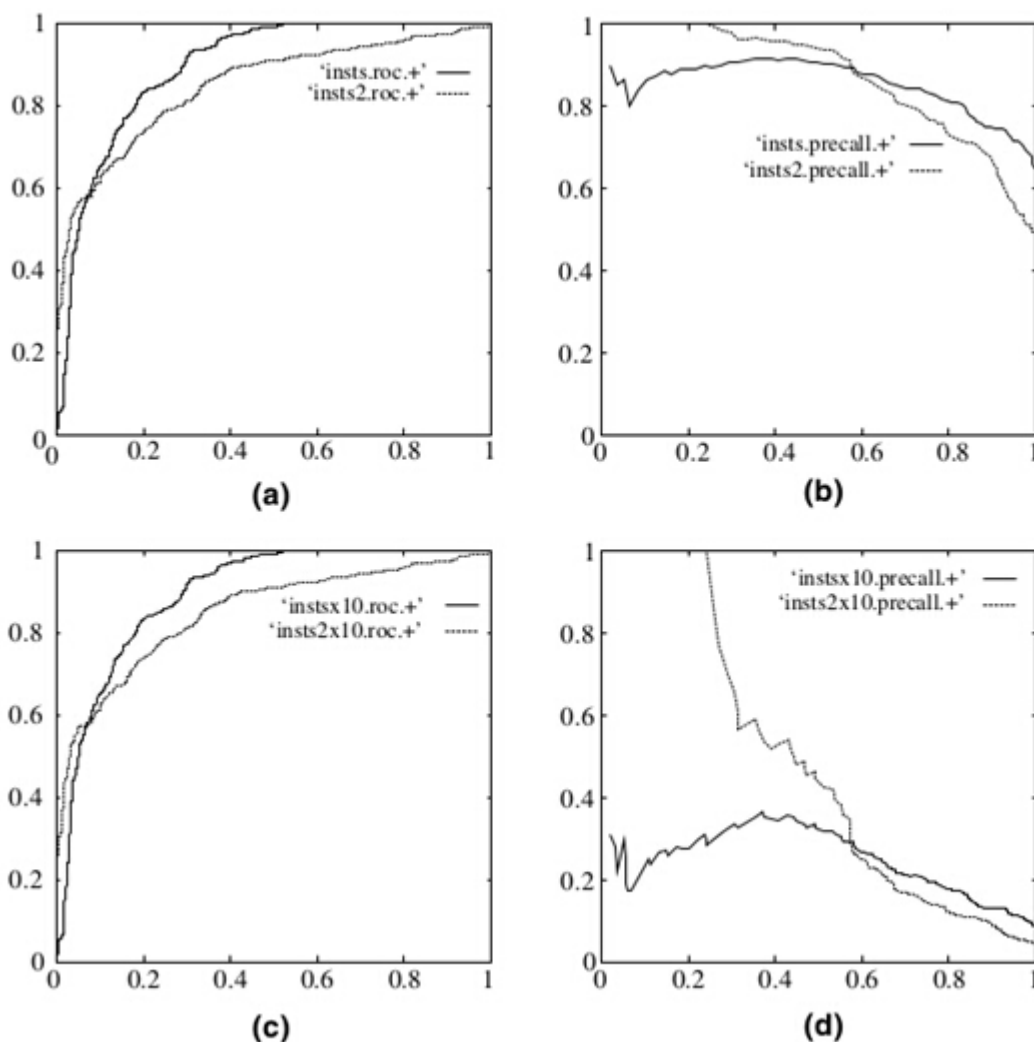 1
0.8
0.6
0.4
0.2
0
0 0.2 0.4 0.6 0.8 1
‘insts.roc.+’
‘insts2.roc.+’
(a)
1
0.8
0.6
0.4
0.2
0
0 0.2 0.4 0.6 0.8 1
‘insts.precall.+’
‘insts2.precall.+’
(b)
1
0.8
0.6
0.4
0.2
0
0 0.2 0.4 0.6 0.8 1
‘instsx10.roc.+’
‘insts2x10.roc.+’
(c)
1
0.8
0.6
0.4
0.2
0
0 0.2 0.4 0.6 0.8 1
‘instsx10.precall.+’
‘insts2x10.precall.+’
(d)